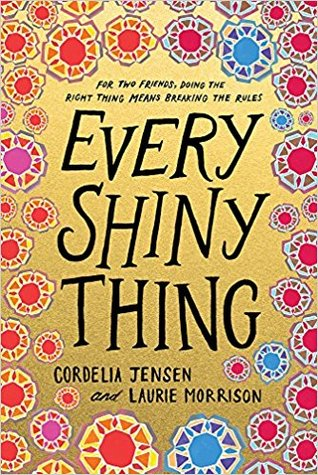 FOR TWO FRIENDS, DOING THE
RIGHT THING MEANS BREAKING THE RULES
EVERY
SHINY
THING
CORDELIA JENSEN
and LAURIE MORRISON